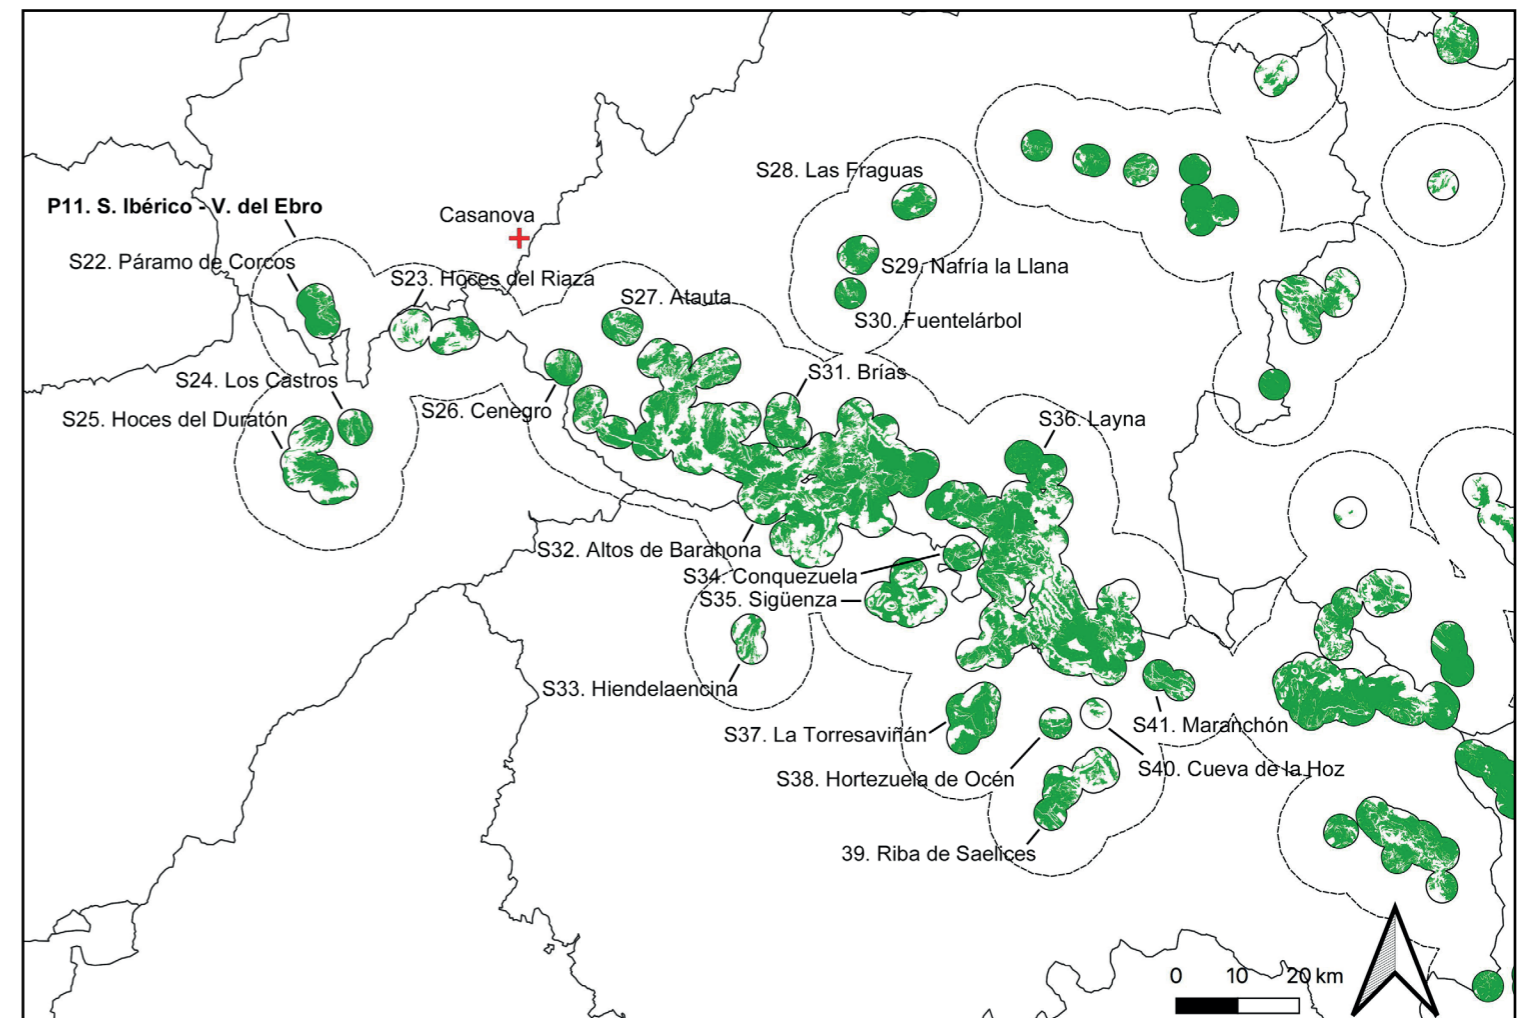 S28. Las Fraguas
P11. S. Ibérico - V. del Ebro
Casanova
S22. Páramo de Corcos
S23. Hoces del Riaza
S29. Nafría la Llana
S27. Atauta
S30. Fuentelárbol
S24. Los Castros
S31. Brías
S26. Cenegro
S25. Hoces del Duratón
S36. Layna
S32. Altos de Barahona
S34. Conquezuela
S35. Sigüenza
S33. Hiendelaencina
S37. La Torresaviñán
S41. Maranchón
S38. Hortezuela de Océn
S40. Cueva de la Hoz
39. Riba de Saelices
0 10 20 km